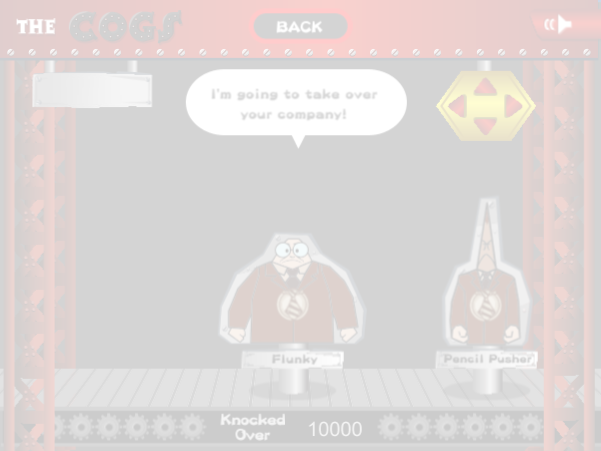 THE COGS
BACK
I'm going to take over
your company!
Flunky
Pencil Pusher
Knocked
Over
10000